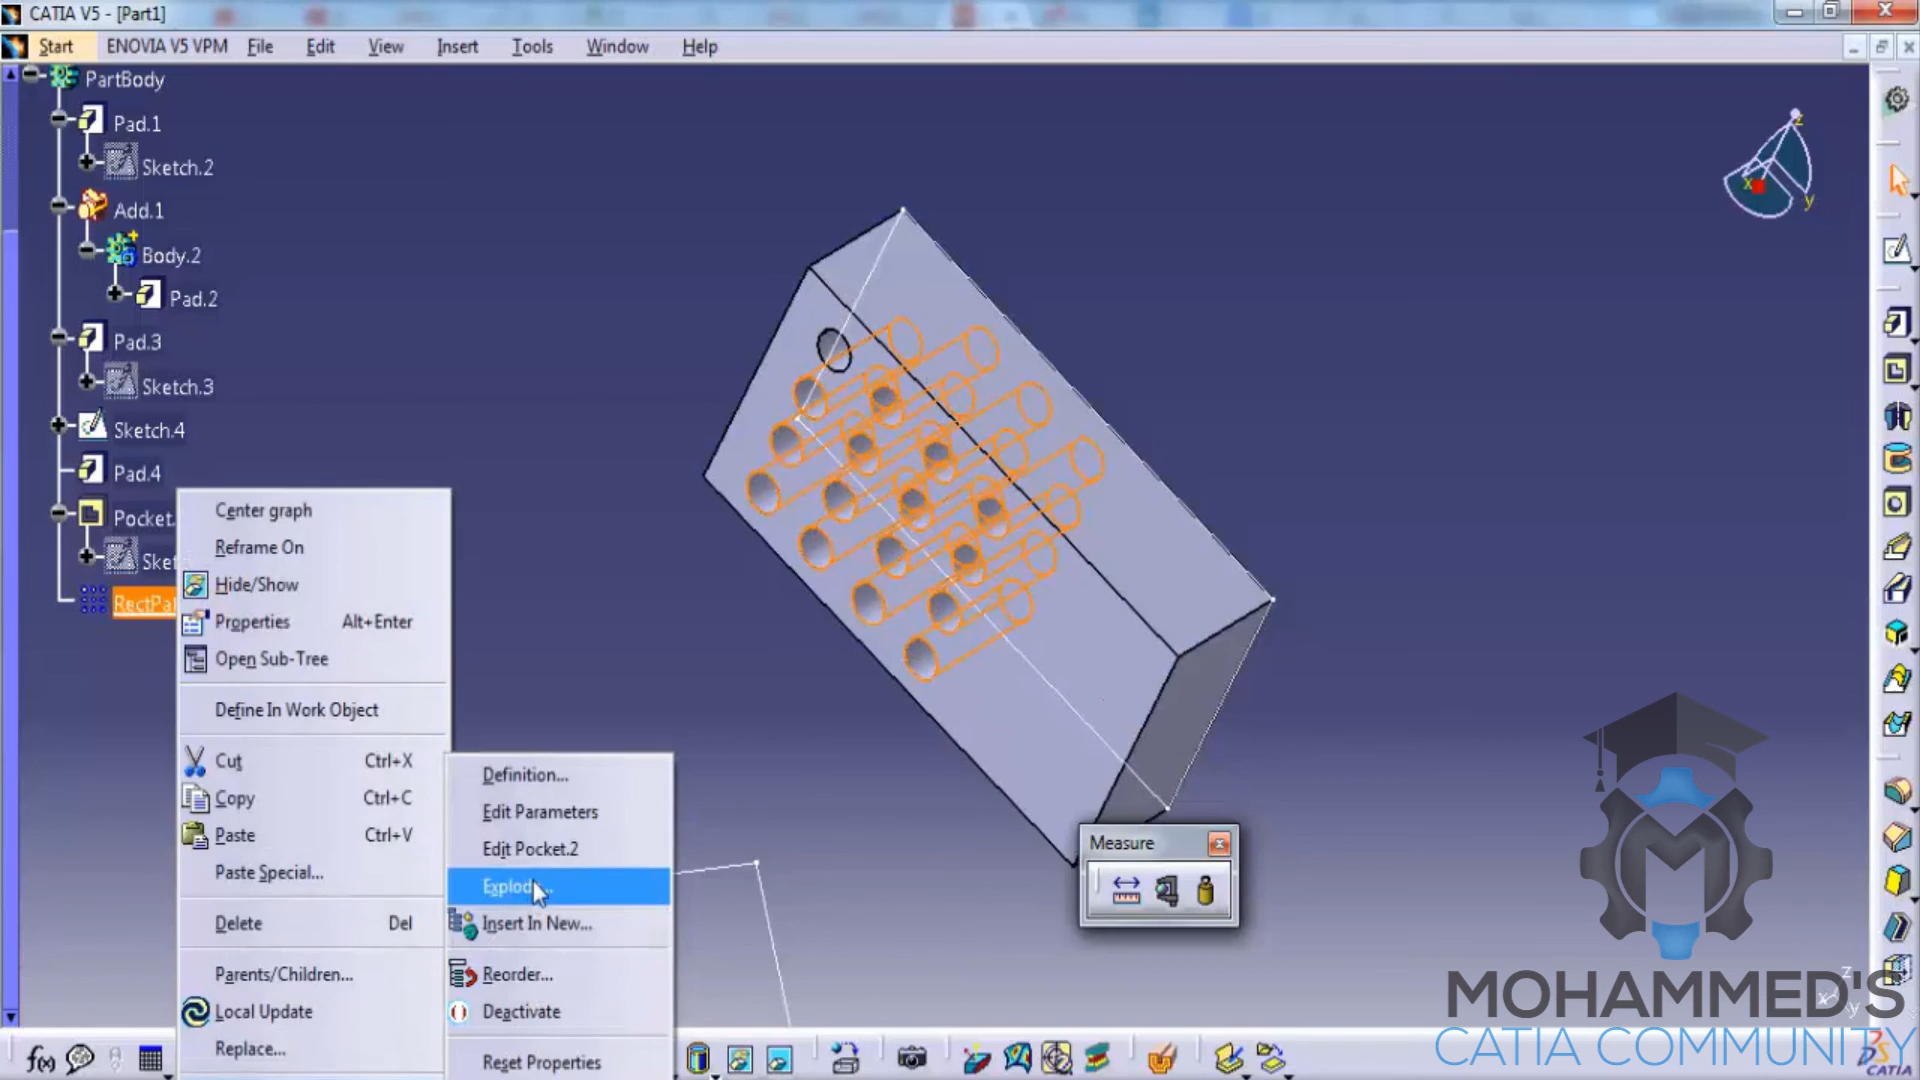 CATIA V5 - [Part1]
Start ENOVIA V5 VPM File Edit View Insert Tools Window Help
PartBody
Pad.1
Sketch.2
Add.1
Body.2
Pad.2
Pad.3
Sketch.3
Sketch.4
Pad.4
Pocket.
Sket
RectPa
Center graph
Reframe On
Hide/Show
Properties Alt+Enter
Open Sub-Tree
Define In Work Object
Cut Ctrl+X
Copy Ctrl+C
Paste Ctrl+V
Paste Special...
Delete Del
Parents/Children...
Local Update
Replace...
Definition...
Edit Parameters
Edit Pocket.2
Explod...
Insert In New...
Reorder...
Deactivate
Reset Properties
Measure
z
x
y
z
x
y
f(x)
MOHAMMED'S
CATIA COMMUNITY
CATIA